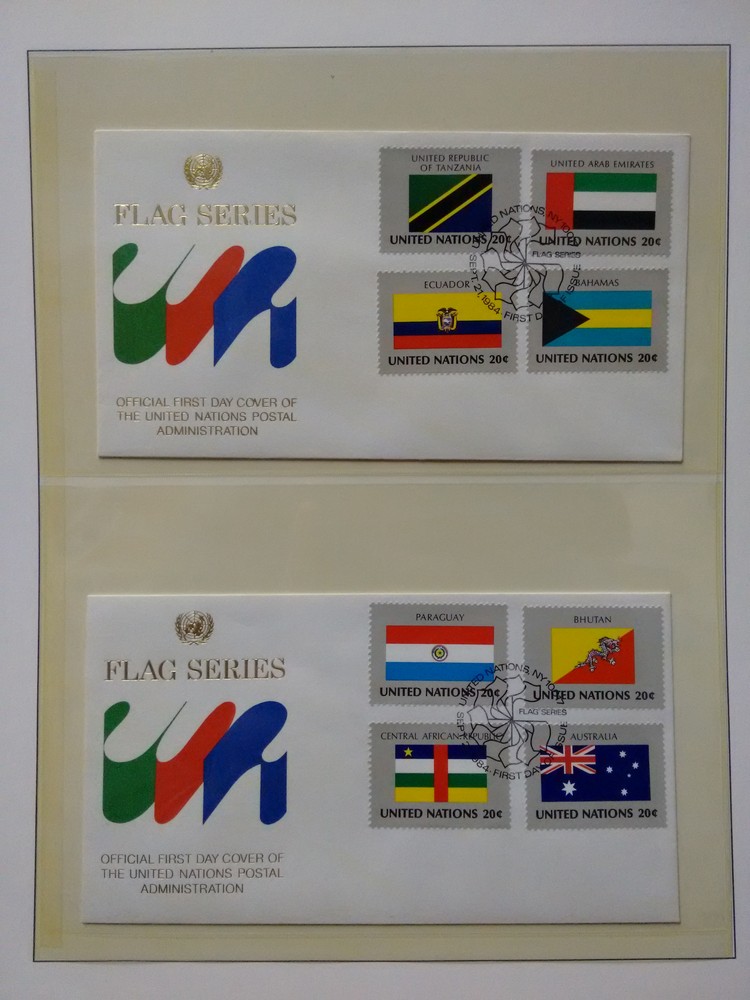 FLAG SERIES
OFFICIAL FIRST DAY COVER OF
THE UNITED NATIONS POSTAL
ADMINISTRATION
UNITED REPUBLIC
OF TANZANIA
UNITED NATIONS 20¢
UNITED ARAB EMIRATES
UNITED NATIONS 20¢
ECUADOR
UNITED NATIONS 20¢
BAHAMAS
UNITED NATIONS 20¢
UNITED NATIONS, NY
FLAG SERIES
SEPT. 21, 1984 · FIRST DAY OF ISSUE
FLAG SERIES
OFFICIAL FIRST DAY COVER OF
THE UNITED NATIONS POSTAL
ADMINISTRATION
PARAGUAY
UNITED NATIONS 20¢
BHUTAN
UNITED NATIONS 20¢
CENTRAL AFRICAN REPUBLIC
UNITED NATIONS 20¢
AUSTRALIA
UNITED NATIONS 20¢
UNITED NATIONS, NY
FLAG SERIES
1984 · FIRST DAY OF ISSUE